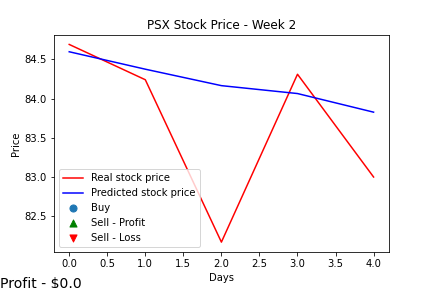 PSX Stock Price - Week 2
84.5
84.0
83.5
83.0
82.5
Price
Real stock price
Predicted stock price
Buy
Sell - Profit
Sell - Loss
0.0 0.5 1.0 1.5 2.0 2.5 3.0 3.5 4.0
Days
Profit - $0.0